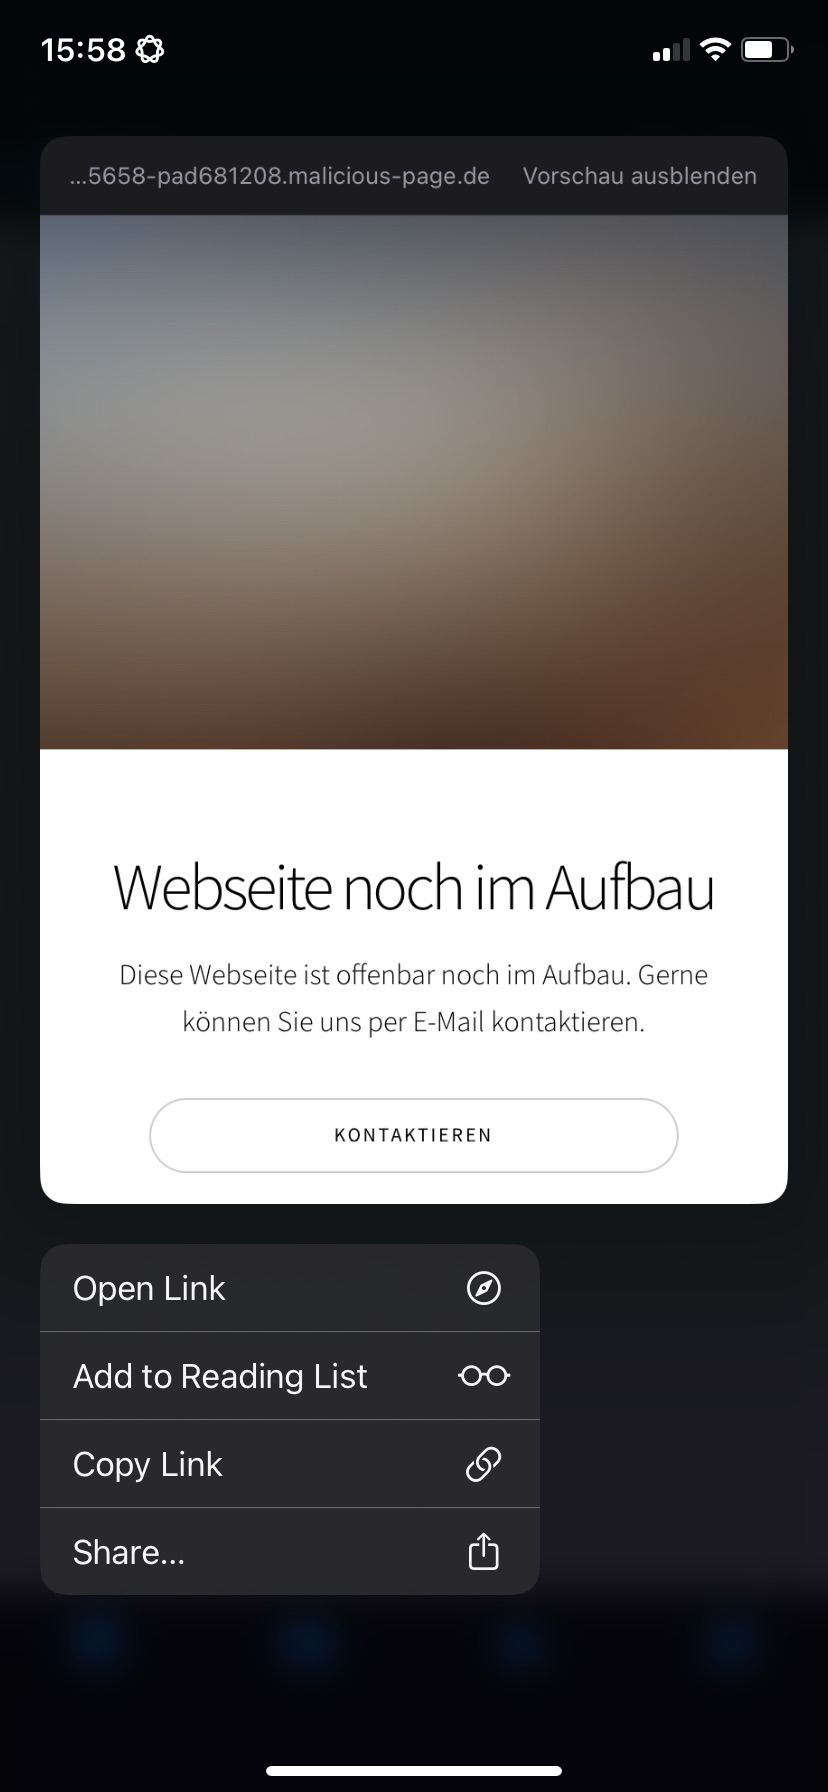 15:58
...5658-pad681208.malicious-page.de Vorschau ausblenden
Webseite noch im Aufbau
Diese Webseite ist offenbar noch im Aufbau. Gerne
können Sie uns per E-Mail kontaktieren.
KONTAKTIEREN
Open Link
Add to Reading List
Copy Link
Share...